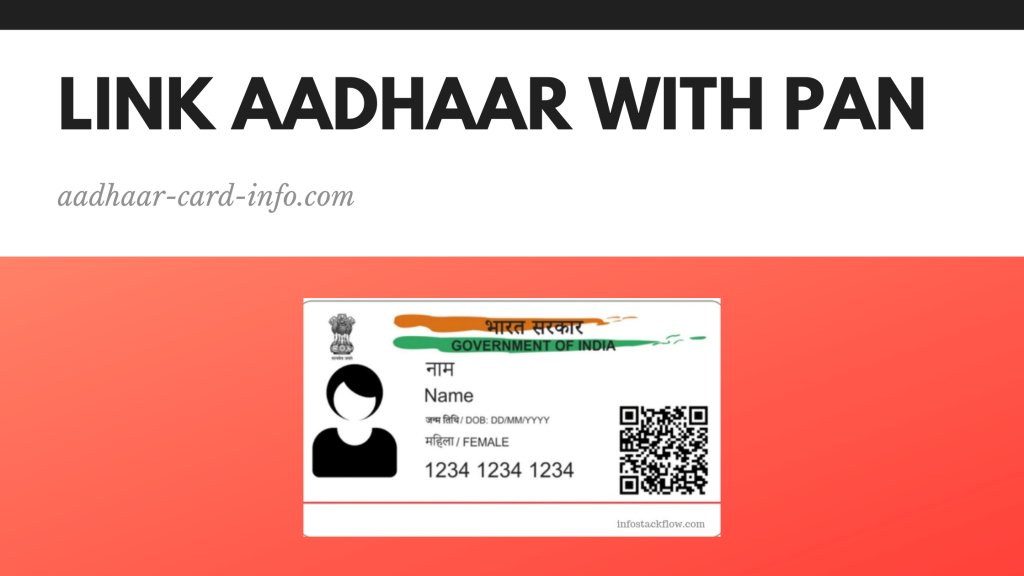 LINK AADHAAR WITH PAN
aadhaar-card-info.com
भारत सरकार
GOVERNMENT OF INDIA
नाम
Name
जन्म तिथि / DOB: DD/MM/YYYY
महिला / FEMALE
1234 1234 1234
infostackflow.com